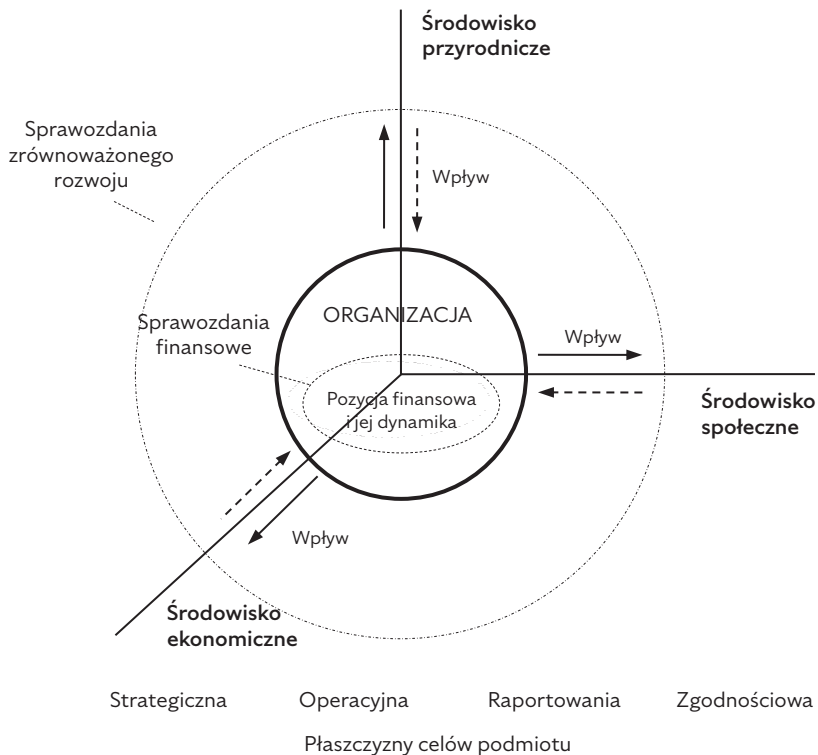 Środowisko
przyrodnicze
Sprawozdania
zrównoważonego
rozwoju
Wpływ
ORGANIZACJA
Sprawozdania
finansowe
Wpływ
Pozycja finansowa
i jej dynamika
Środowisko
społeczne
Wpływ
Środowisko
ekonomiczne
Strategiczna Operacyjna Raportowania Zgodnościowa
Płaszczyzny celów podmiotu